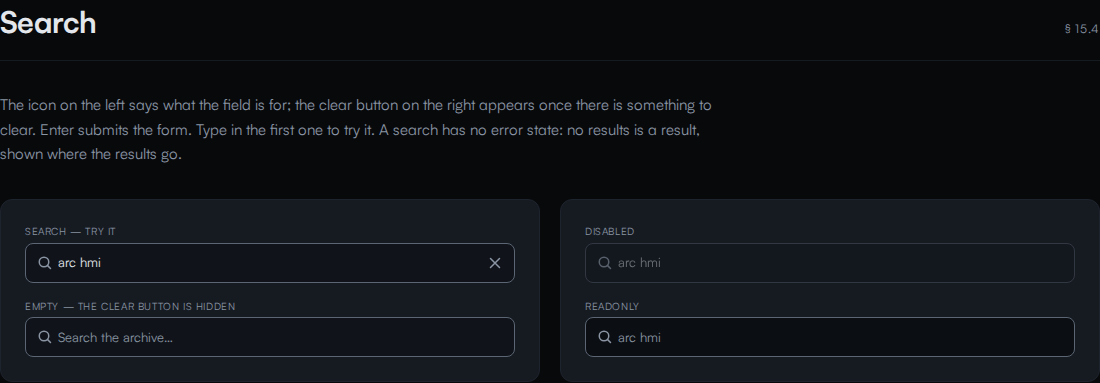 Search
§ 15.4
The icon on the left says what the field is for; the clear button on the right appears once there is something to
clear. Enter submits the form. Type in the first one to try it. A search has no error state: no results is a result,
shown where the results go.
SEARCH — TRY IT
arc hmi
EMPTY — THE CLEAR BUTTON IS HIDDEN
Search the archive…
DISABLED
arc hmi
READONLY
arc hmi